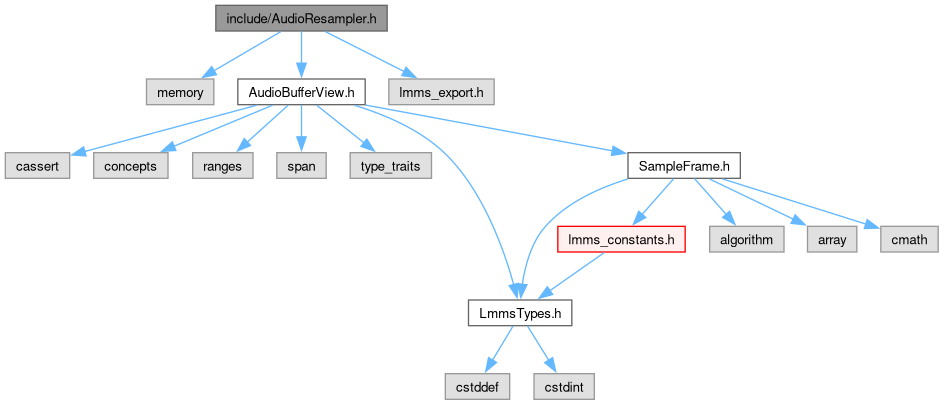 include/AudioResampler.h
memory
AudioBufferView.h
lmms_export.h
cassert
concepts
ranges
span
type_traits
SampleFrame.h
lmms_constants.h
algorithm
array
cmath
LmmsTypes.h
cstddef
cstdint